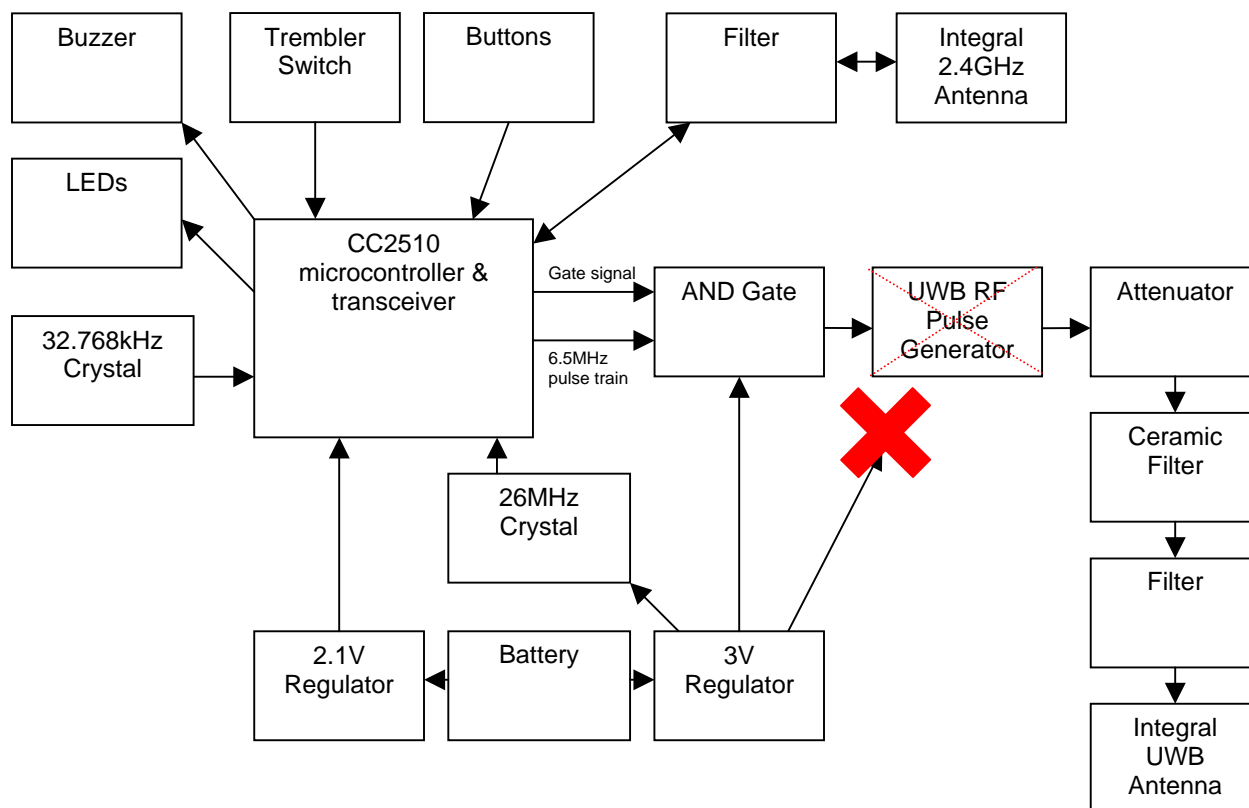 Buzzer
Trembler
Switch
Buttons
Filter
Integral
2.4GHz
Antenna
LEDs
CC2510
microcontroller &
transceiver
Gate signal
6.5MHz
pulse train
AND Gate
UWB RF
Pulse
Generator
Attenuator
32.768kHz
Crystal
Ceramic
Filter
26MHz
Crystal
Filter
2.1V
Regulator
Battery
3V
Regulator
Integral
UWB
Antenna